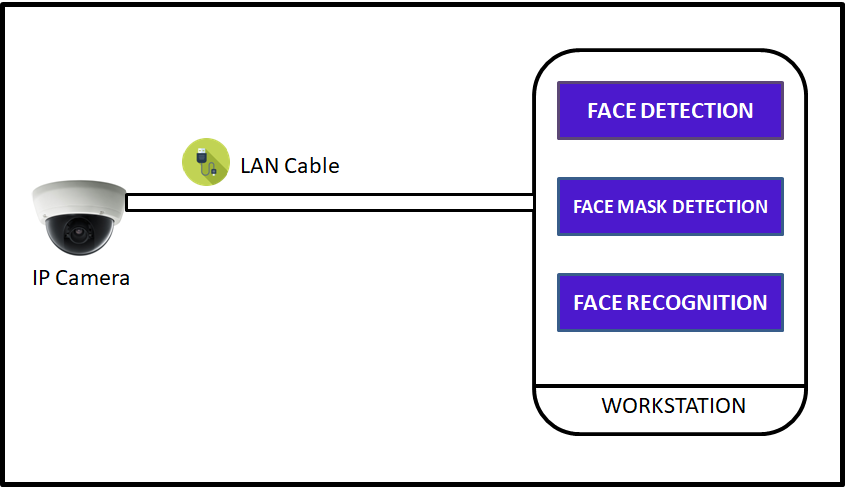 FACE DETECTION
LAN Cable
FACE MASK DETECTION
IP Camera
FACE RECOGNITION
WORKSTATION